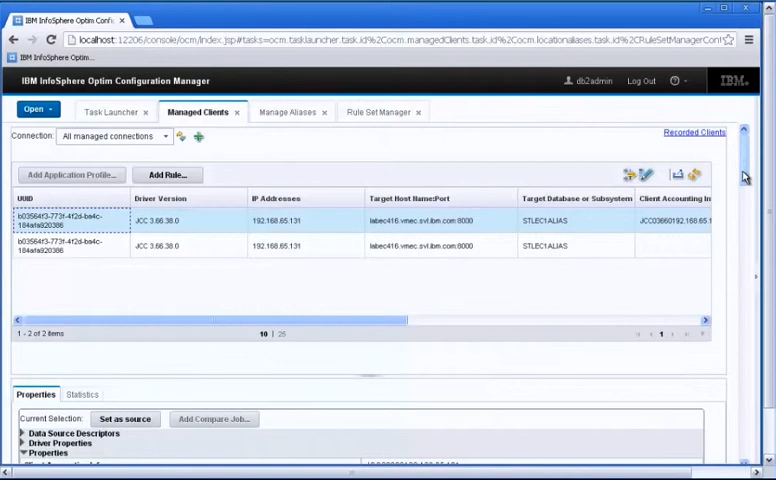 IBM InfoSphere Optim Confi
localhost:12206/console/ocm/index.jsp#tasks=ocm.tasklauncher.task.id%2Cocm.managedClients.task.id%2Cocm.locationaliases.task.id%2CRuleSetManagerConf
IBM InfoSphere Optim...
IBM InfoSphere Optim Configuration Manager
db2admin
Log Out
IBM
Open
Task Launcher
Managed Clients
Manage Aliases
Rule Set Manager
Connection: All managed connections
Recorded Clients
Add Application Profile...
Add Rule...
UUID Driver Version IP Addresses Target Host Name:Port Target Database or Subsystem Client Accounting In
b03564f3-773f-4f2d-ba4c-184afa920386 JCC 3.66.38.0 192.168.65.131 labec416.vmec.svl.ibm.com:8000 STLEC1ALIAS JCC03660192.168.65.1
b03564f3-773f-4f2d-ba4c-184afa920386 JCC 3.66.38.0 192.168.65.131 labec416.vmec.svl.ibm.com:8000 STLEC1ALIAS
1 - 2 of 2 items
10 | 25
1
Properties
Statistics
Current Selection: Set as source Add Compare Job...
Data Source Descriptors
Driver Properties
Properties